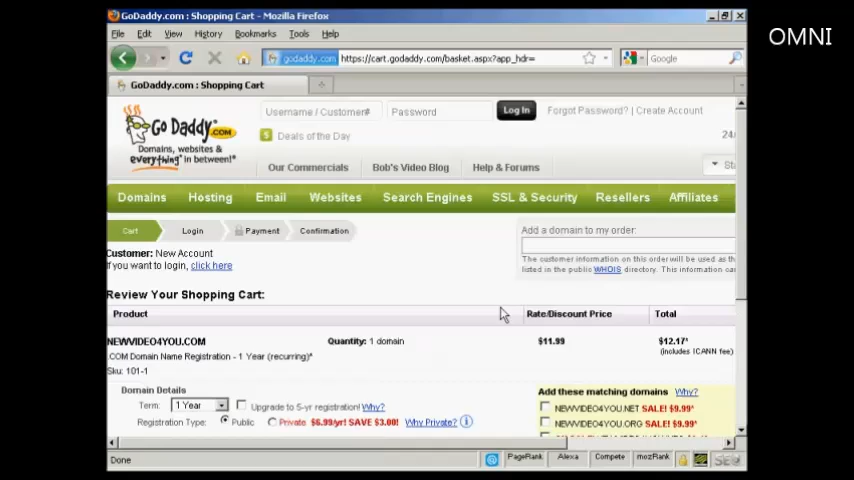 GoDaddy.com : Shopping Cart - Mozilla Firefox
OMNI
File Edit View History Bookmarks Tools Help
godaddy.com https://cart.godaddy.com/basket.aspx?app_hdr=
Google
GoDaddy.com : Shopping Cart
Username / Customer# Password Log In Forgot Password? | Create Account
Go Daddy .COM
Domains, websites &
everything* in between!*
$ Deals of the Day
Our Commercials Bob's Video Blog Help & Forums
Domains Hosting Email Websites Search Engines SSL & Security Resellers Affiliates
Cart Login Payment Confirmation
Add a domain to my order:
Customer: New Account
If you want to login, click here
The customer information on this order will be used as
listed in the public WHOIS directory. This information
Review Your Shopping Cart:
Product Rate/Discount Price Total
NEWVIDEO4YOU.COM Quantity: 1 domain $11.99 $12.17*
(includes ICANN fee)
.COM Domain Name Registration - 1 Year (recurring)*
Sku: 101-1
Domain Details
Term: 1 Year Upgrade to 5-yr registration! Why?
Registration Type: Public Private $6.99/yr! SAVE $3.00! Why Private?
Add these matching domains Why?
NEWVIDEO4YOU.NET SALE! $9.99*
NEWVIDEO4YOU.ORG SALE! $9.99*
Done
PageRank Alexa Compete mozRank